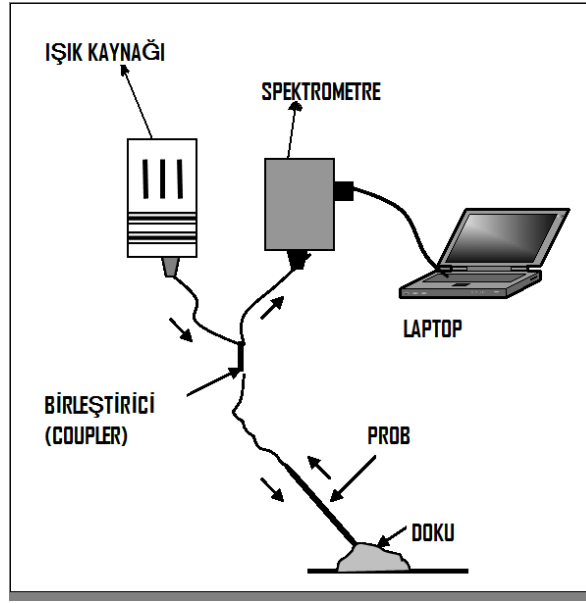 IŞIK KAYNAĞI
SPEKTROMETRE
LAPTOP
BİRLEŞTİRİCİ
(COUPLER)
PROB
DOKU